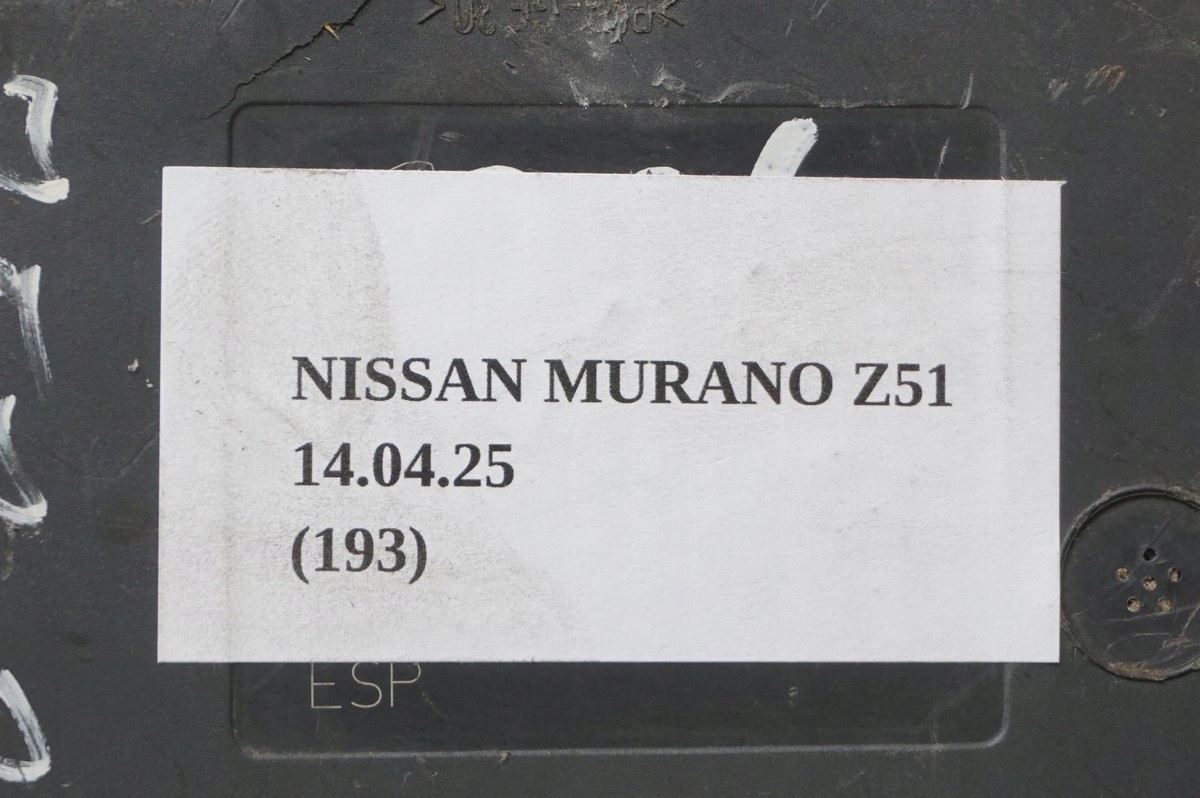 NISSAN MURANO Z51
14.04.25
(193)
ESP